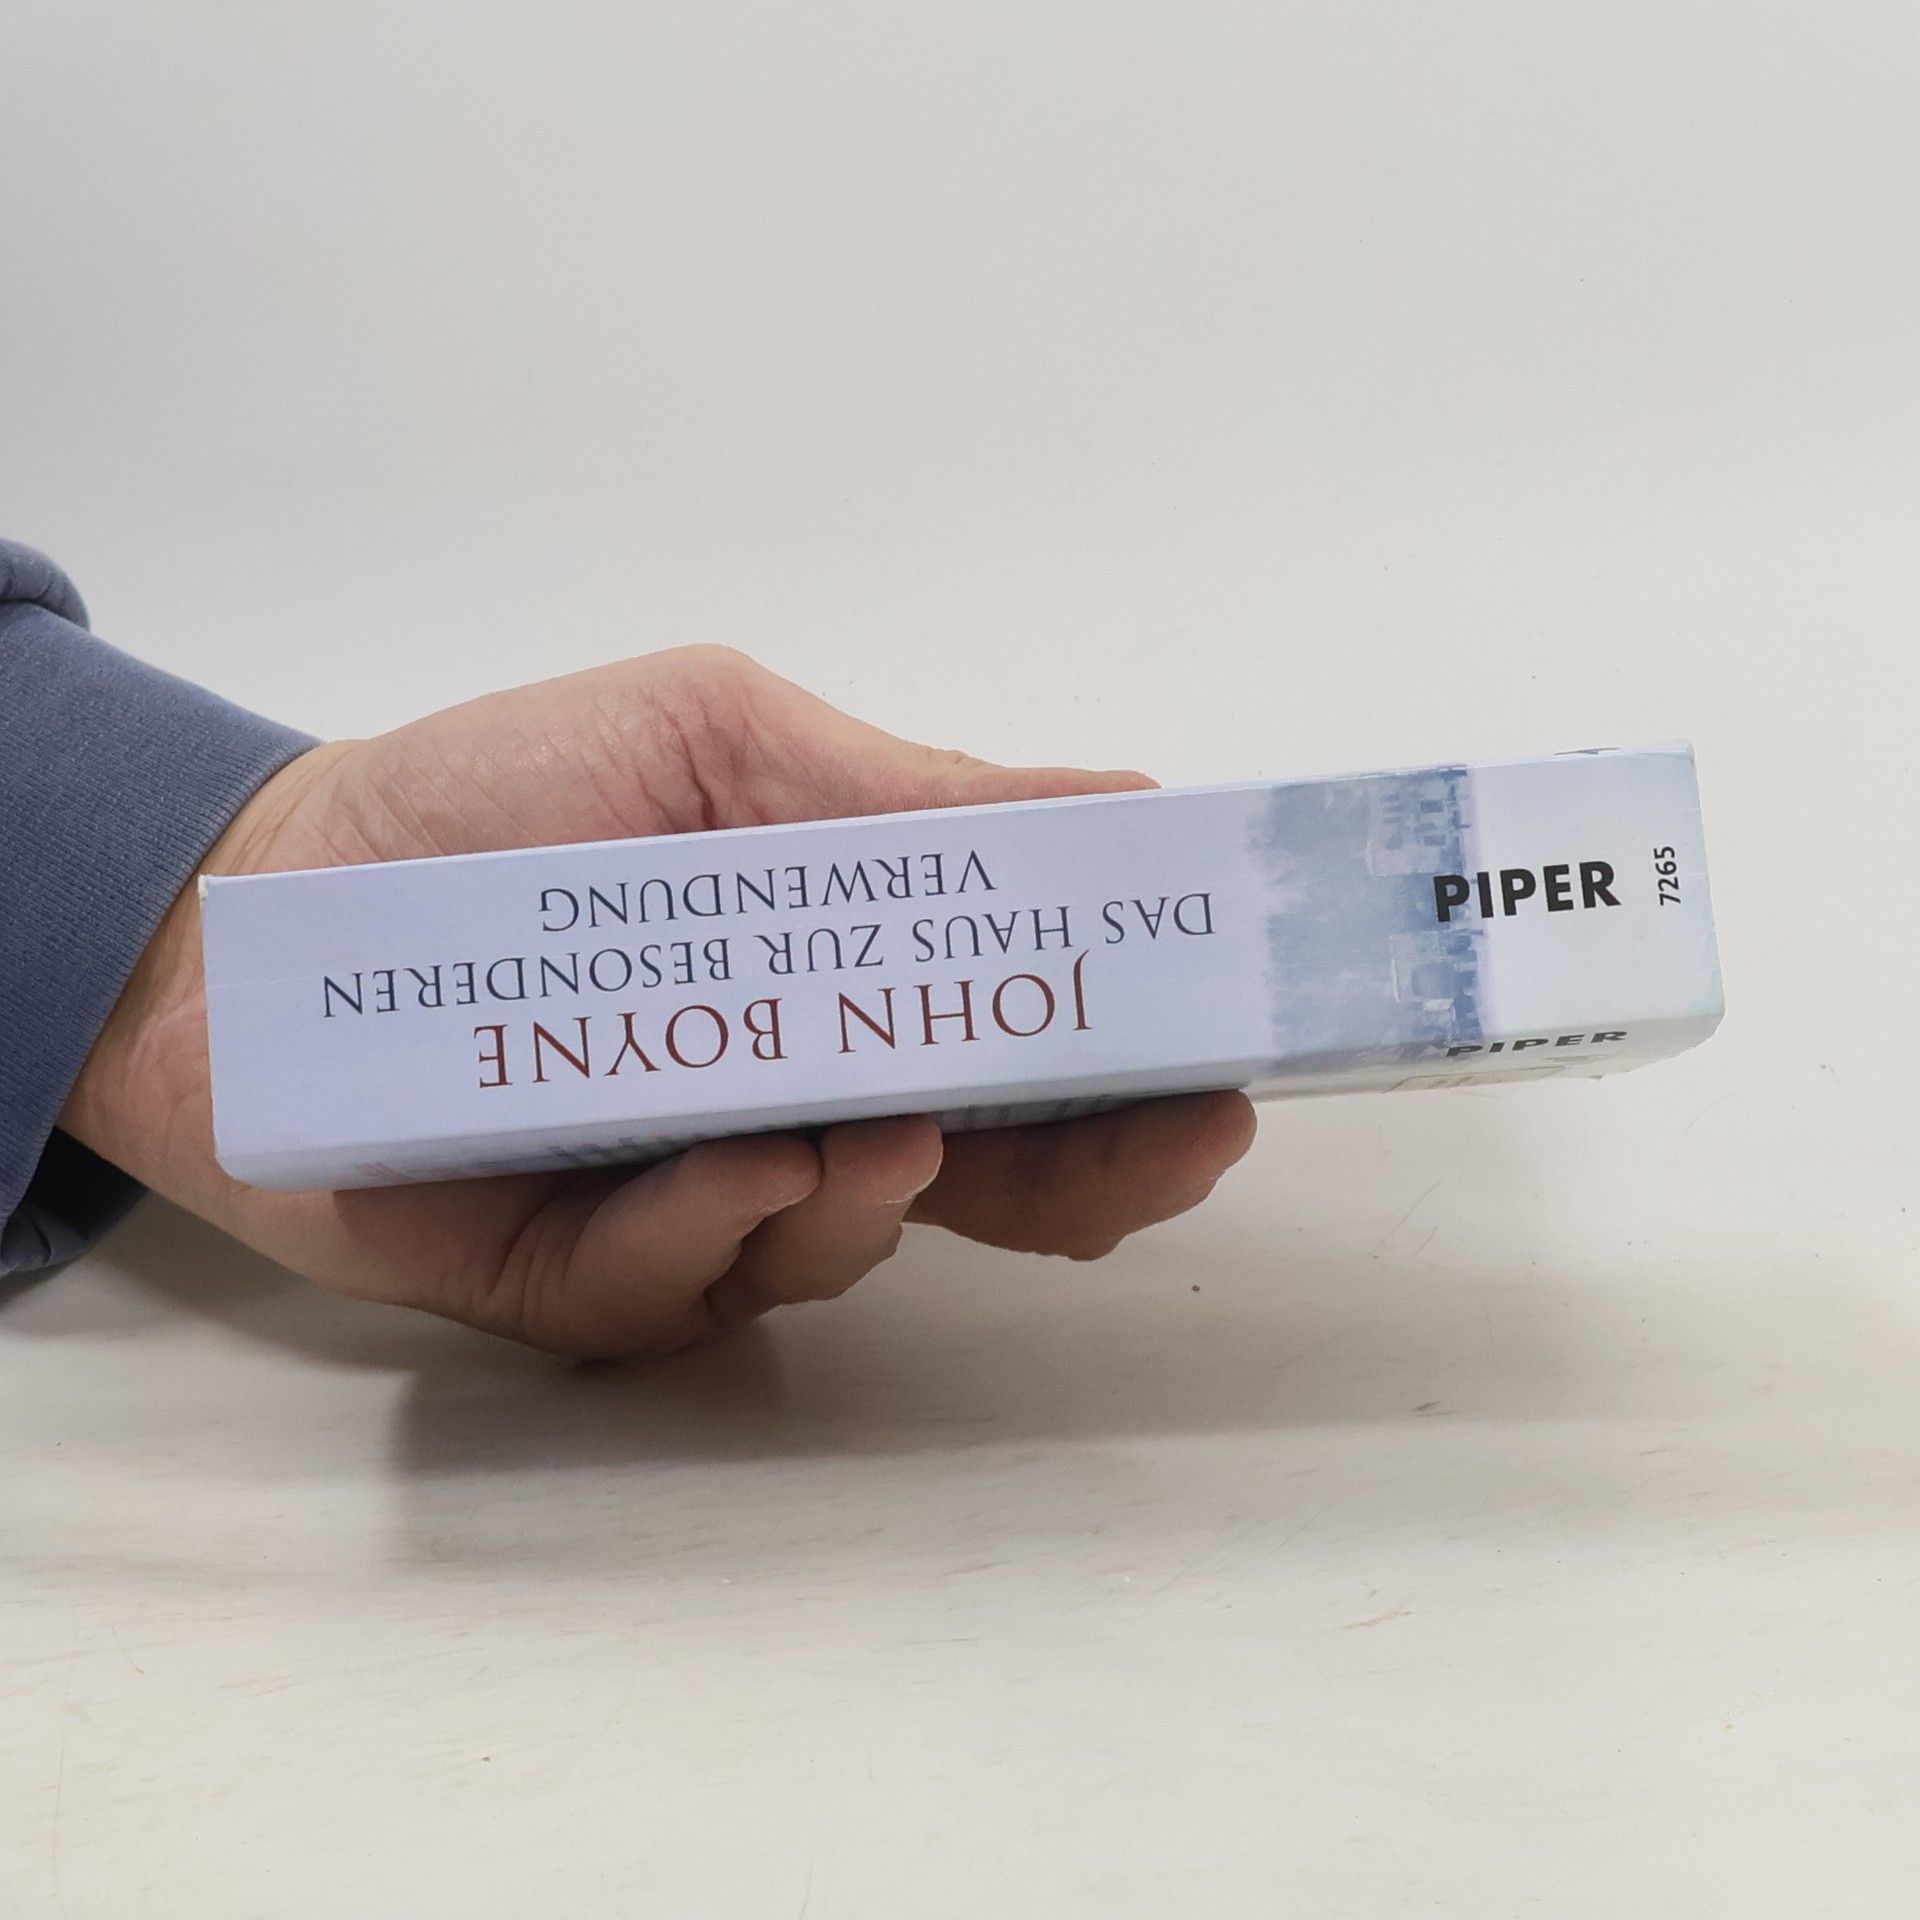 JOHN BOYNE
DAS HAUS ZUR BESONDEREN
VERWENDUNG
PIPER
7265
PIPER